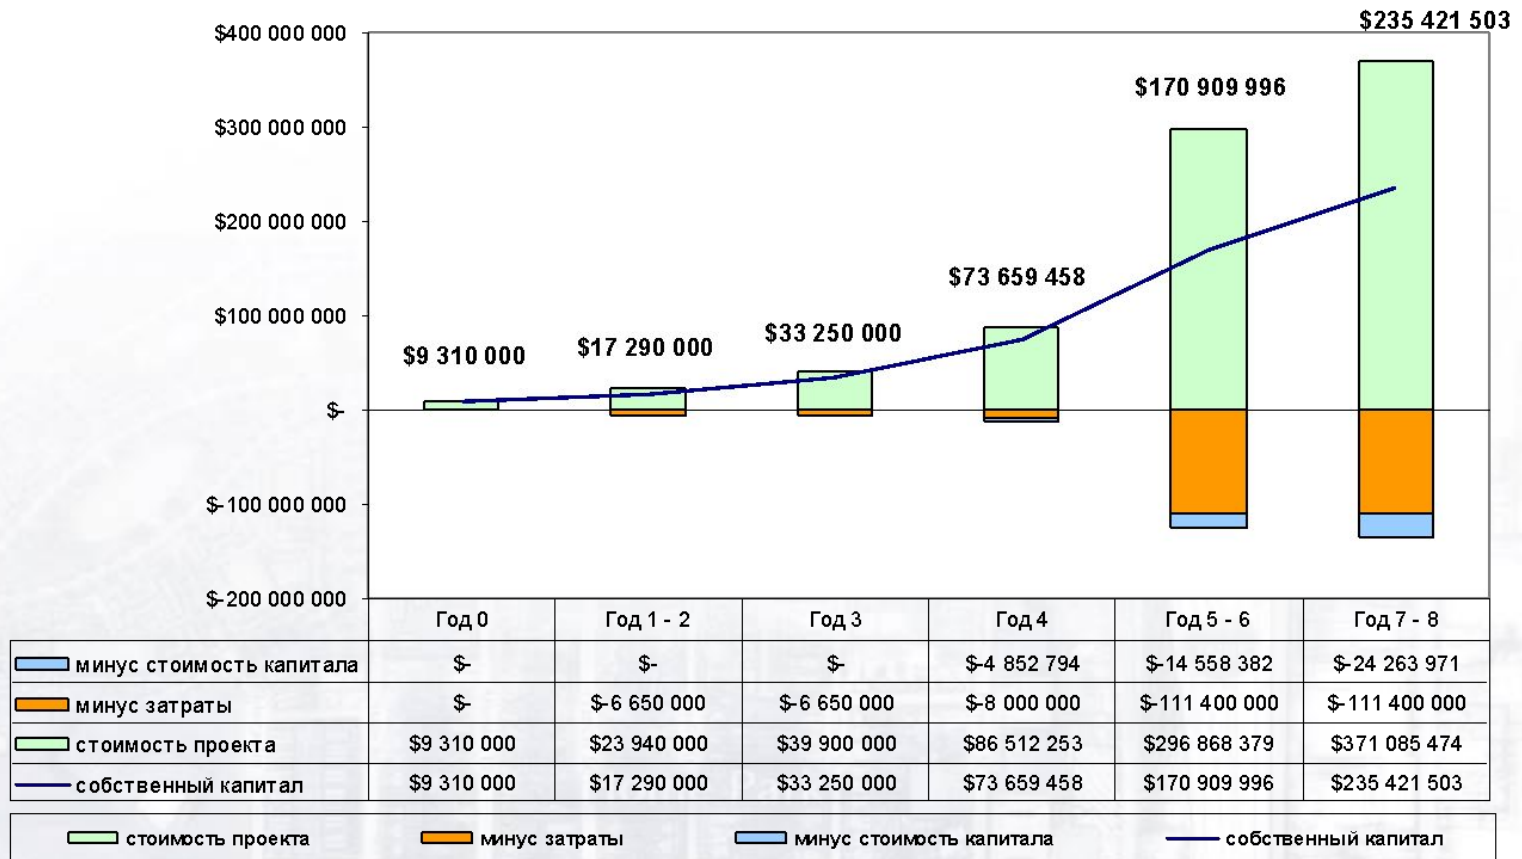 $235 421 503
$400 000 000
$170 909 996
$300 000 000
$200 000 000
$73 659 458
$100 000 000
$33 250 000
$17 290 000
$9 310 000
$-
$-100 000 000
$-200 000 000
Год 0 Год 1 - 2 Год 3 Год 4 Год 5 - 6 Год 7 - 8
минус стоимость капитала $- $- $- $-4 852 794 $-14 558 382 $-24 263 971
минус затраты $- $-6 650 000 $-6 650 000 $-8 000 000 $-111 400 000 $-111 400 000
стоимость проекта $9 310 000 $23 940 000 $39 900 000 $86 512 253 $296 868 379 $371 085 474
собственный капитал $9 310 000 $17 290 000 $33 250 000 $73 659 458 $170 909 996 $235 421 503
стоимость проекта минус затраты минус стоимость капитала собственный капитал